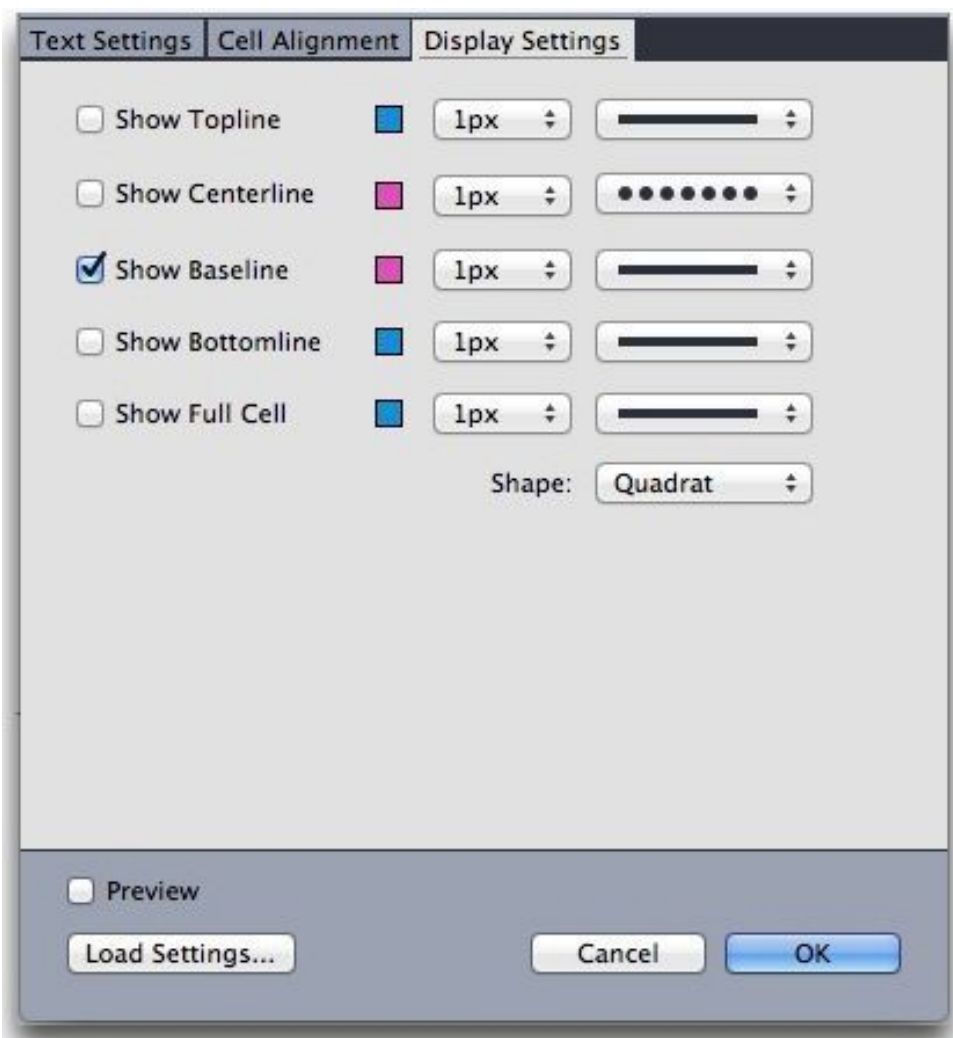 Text Settings Cell Alignment Display Settings
Show Topline 1px
Show Centerline 1px
Show Baseline 1px
Show Bottomline 1px
Show Full Cell 1px
Shape: Quadrat
Preview
Load Settings... Cancel OK